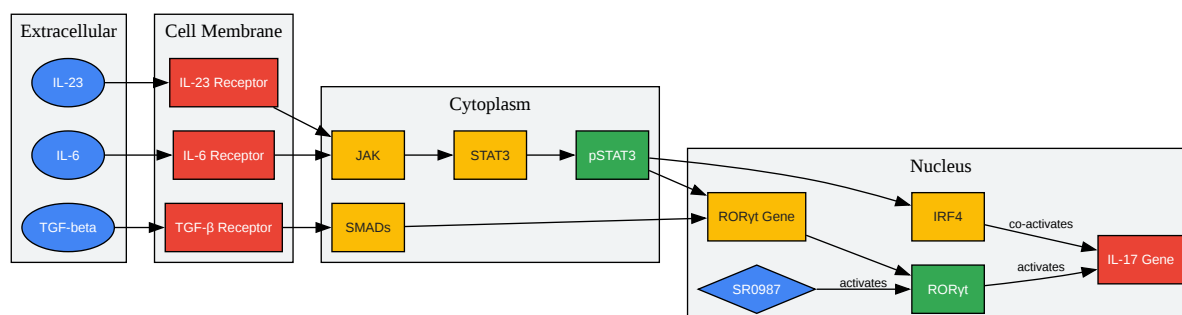 Extracellular
Cell Membrane
IL-23
IL-23 Receptor
Cytoplasm
IL-6
IL-6 Receptor
JAK
STAT3
pSTAT3
Nucleus
TGF-beta
TGF-β Receptor
SMADs
RORγt Gene
IRF4
co-activates
IL-17 Gene
SR0987
activates
RORγt
activates